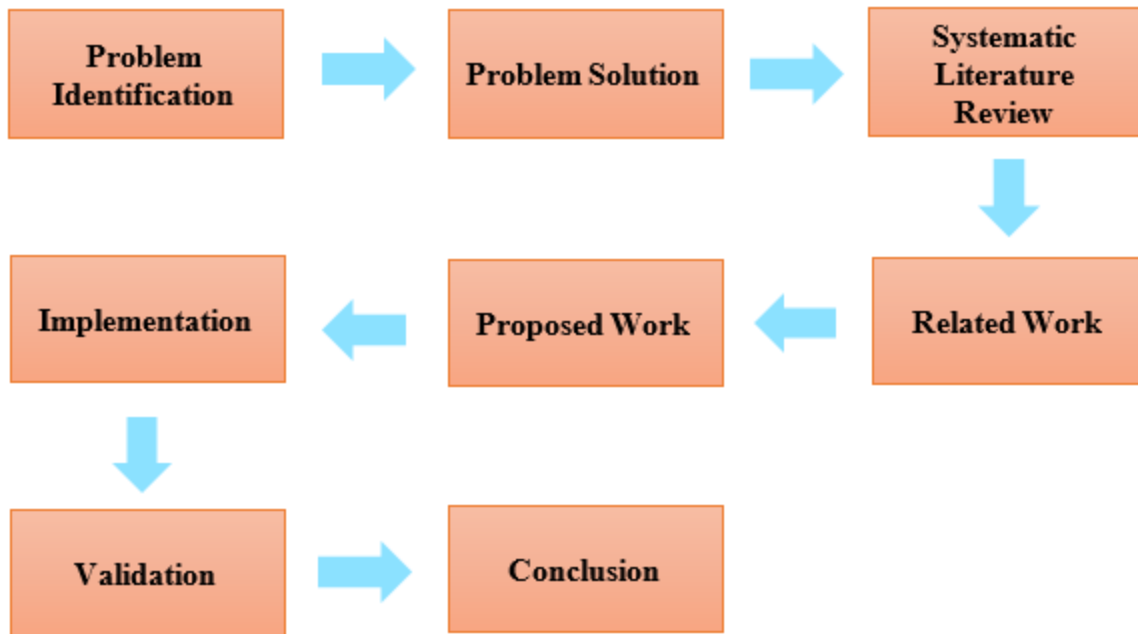 Problem
Identification
Problem Solution
Systematic
Literature
Review
Related Work
Proposed Work
Implementation
Validation
Conclusion